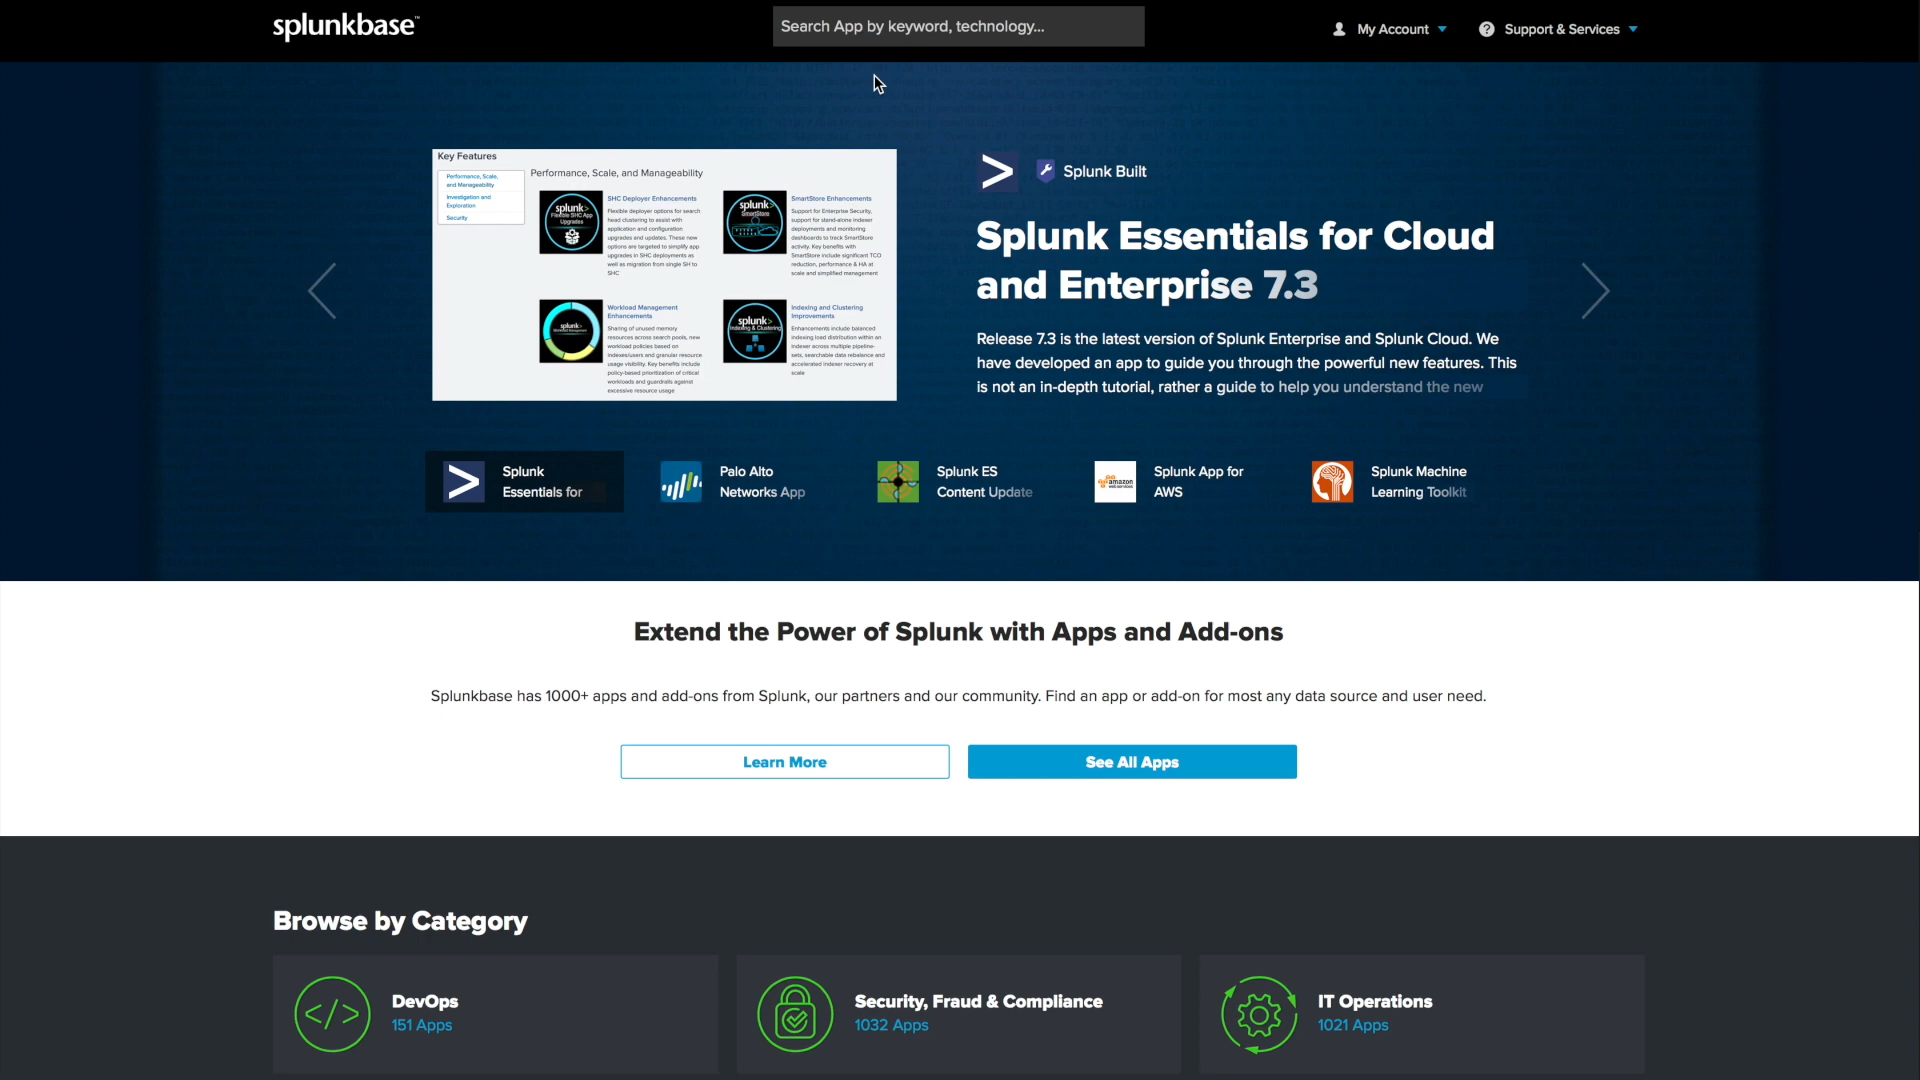 splunkbase™
Search App by keyword, technology...
My Account
Support & Services
Key Features
Performance, Scale,
and Manageability
Investigation and
Exploration
Security
Performance, Scale, and Manageability
splunk>
Flexible SHC App
Upgrades
SHC Deployer Enhancements
Flexible deployer options for search
head clustering to assist with
application and configuration
upgrades and updates. These new
options are targeted to simplify app
upgrades in SHC deployments as
well as migration from single SH to
SHC
splunk>
SmartStore
SmartStore Enhancements
Support for Enterprise Security,
support for stand-alone indexer
deployments and monitoring
dashboards to track SmartStore
activity. Key benefits with
SmartStore include significant TCO
reduction, performance & HA at
scale and simplified management
splunk>
Workload Management
Enhancements
Sharing of unused memory
resources across search pools, new
workload policies based on
indexes/users and granular resource
usage visibility. Key benefits include
policy-based prioritization of critical
workloads and guardrails against
excessive resource usage
splunk>
Indexing & Clustering
Indexing and Clustering
Improvements
Enhancements include balanced
indexing load distribution within an
indexer across multiple pipeline-
sets, searchable data rebalance and
accelerated indexer recovery at
scale
Splunk Built
Splunk Essentials for Cloud
and Enterprise 7.3
Release 7.3 is the latest version of Splunk Enterprise and Splunk Cloud. We
have developed an app to guide you through the powerful new features. This
is not an in-depth tutorial, rather a guide to help you understand the new
Splunk
Essentials for
Palo Alto
Networks App
Splunk ES
Content Update
amazon
webservices
Splunk App for
AWS
Splunk Machine
Learning Toolkit
Extend the Power of Splunk with Apps and Add-ons
Splunkbase has 1000+ apps and add-ons from Splunk, our partners and our community. Find an app or add-on for most any data source and user need.
Learn More
See All Apps
Browse by Category
DevOps
151 Apps
Security, Fraud & Compliance
1032 Apps
IT Operations
1021 Apps